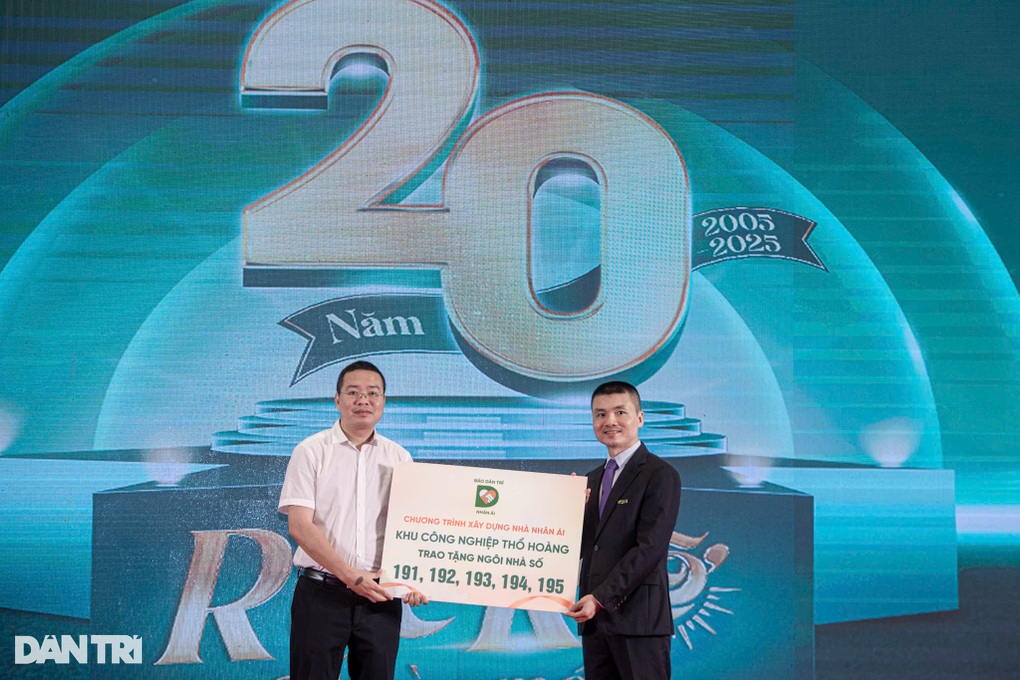 20
2005
2025
Năm
BÁO DÂN TRÍ
D
NHÂN ÁI
CHƯƠNG TRÌNH XÂY DỰNG NHÀ NHÂN ÁI
KHU CÔNG NGHIỆP THỔ HOÀNG
TRAO TẶNG NGÔI NHÀ SỐ
191, 192, 193, 194, 195
DÂN TRÍ